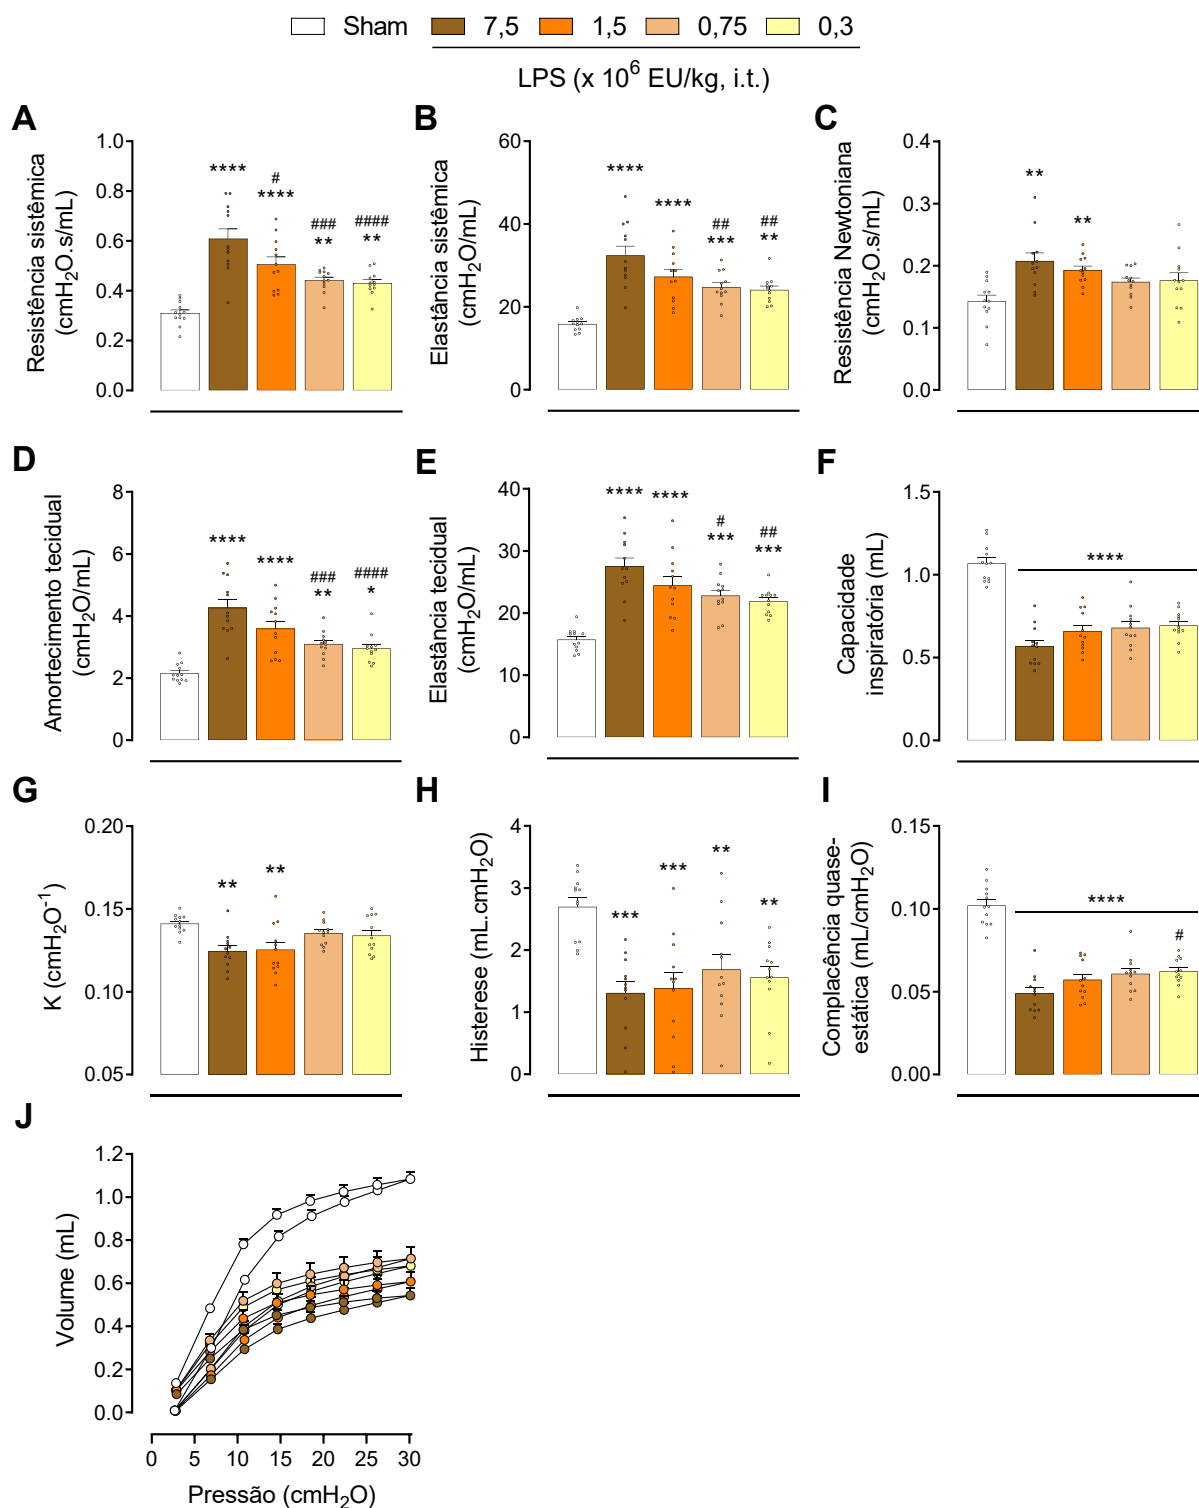 Sham 7,5 1,5 0,75 0,3
LPS (x 10⁶ EU/kg, i.t.)
A
Resistência sistêmica
(cmH₂O.s/mL)
1.0
0.8
0.6
0.4
0.2
0.0
****
#
****
###
**
####
**
B
Elastância sistêmica
(cmH₂O/mL)
60
40
20
0
****
****
##
***
##
**
C
Resistência Newtoniana
(cmH₂O.s/mL)
0.4
0.3
0.2
0.1
0.0
**
**
D
Amortecimento tecidual
(cmH₂O/mL)
8
6
4
2
0
****
****
###
**
####
*
E
Elastância tecidual
(cmH₂O/mL)
40
30
20
10
0
****
****
#
***
##
***
F
Capacidade
inspiratória (mL)
1.5
1.0
0.5
0.0
****
G
K (cmH₂O⁻¹)
0.20
0.15
0.10
0.05
**
**
H
Histerese (mL.cmH₂O)
4
3
2
1
0
***
***
**
**
I
Complacência quase-
estática (mL/cmH₂O)
0.15
0.10
0.05
0.00
****
#
J
Volume (mL)
1.2
1.0
0.8
0.6
0.4
0.2
0.0
0 5 10 15 20 25 30
Pressão (cmH₂O)